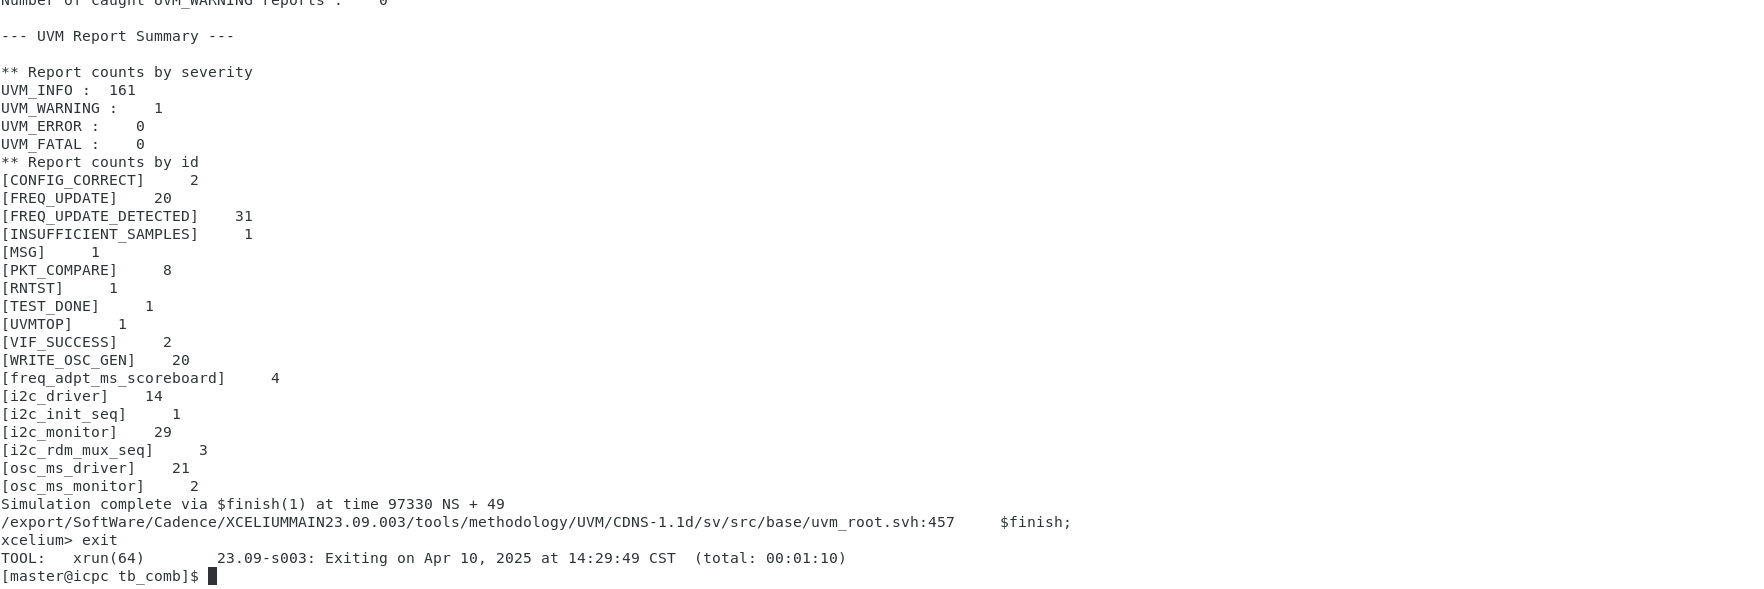 Number of caught UVM_WARNING reports :    0
--- UVM Report Summary ---
** Report counts by severity
UVM_INFO :  161
UVM_WARNING :    1
UVM_ERROR :    0
UVM_FATAL :    0
** Report counts by id
[CONFIG_CORRECT]     2
[FREQ_UPDATE]    20
[FREQ_UPDATE_DETECTED]    31
[INSUFFICIENT_SAMPLES]     1
[MSG]     1
[PKT_COMPARE]     8
[RNTST]     1
[TEST_DONE]     1
[UVMTOP]     1
[VIF_SUCCESS]     2
[WRITE_OSC_GEN]    20
[freq_adpt_ms_scoreboard]     4
[i2c_driver]    14
[i2c_init_seq]     1
[i2c_monitor]    29
[i2c_rdm_mux_seq]     3
[osc_ms_driver]    21
[osc_ms_monitor]     2
Simulation complete via $finish(1) at time 97330 NS + 49
/export/SoftWare/Cadence/XCELIUMMAIN23.09.003/tools/methodology/UVM/CDNS-1.1d/sv/src/base/uvm_root.svh:457     $finish;
xcelium> exit
TOOL:   xrun(64)        23.09-s003: Exiting on Apr 10, 2025 at 14:29:49 CST  (total: 00:01:10)
[master@icpc tb_comb]$